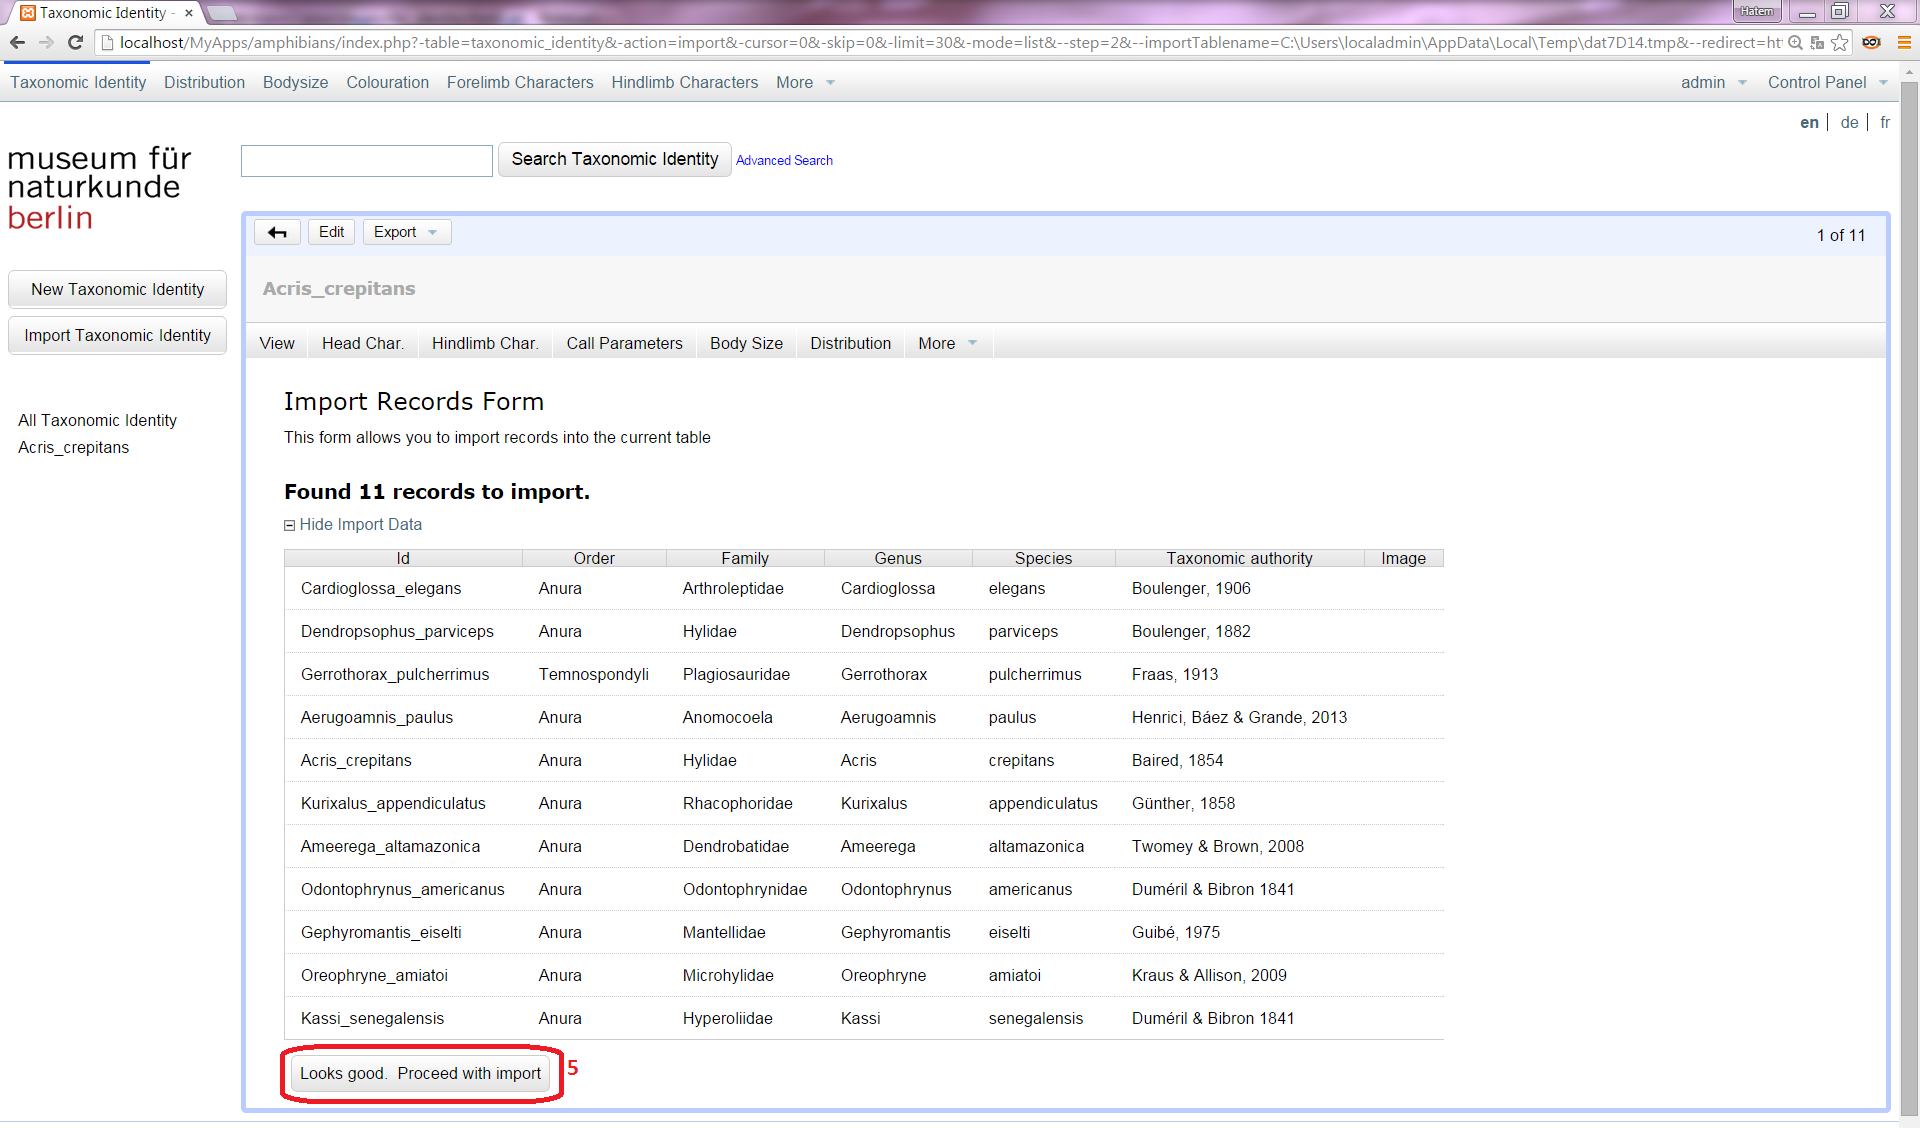 Taxonomic Identity -
Hatem
localhost/MyApps/amphibians/index.php?-table=taxonomic_identity&-action=import&-cursor=0&-skip=0&-limit=30&-mode=list&--step=2&--importTablename=C:\Users\localadmin\AppData\Local\Temp\dat7D14.tmp&--redirect=ht
Taxonomic Identity Distribution Bodysize Colouration Forelimb Characters Hindlimb Characters More admin Control Panel
en | de | fr
museum für
naturkunde
berlin
Search Taxonomic Identity Advanced Search
Edit Export 1 of 11
New Taxonomic Identity
Import Taxonomic Identity
All Taxonomic Identity
Acris_crepitans
Acris_crepitans
View Head Char. Hindlimb Char. Call Parameters Body Size Distribution More
Import Records Form
This form allows you to import records into the current table
Found 11 records to import.
Hide Import Data
Id Order Family Genus Species Taxonomic authority Image
Cardioglossa_elegans Anura Arthroleptidae Cardioglossa elegans Boulenger, 1906
Dendropsophus_parviceps Anura Hylidae Dendropsophus parviceps Boulenger, 1882
Gerrothorax_pulcherrimus Temnospondyli Plagiosauridae Gerrothorax pulcherrimus Fraas, 1913
Aerugoamnis_paulus Anura Anomocoela Aerugoamnis paulus Henrici, Báez & Grande, 2013
Acris_crepitans Anura Hylidae Acris crepitans Baired, 1854
Kurixalus_appendiculatus Anura Rhacophoridae Kurixalus appendiculatus Günther, 1858
Ameerega_altamazonica Anura Dendrobatidae Ameerega altamazonica Twomey & Brown, 2008
Odontophrynus_americanus Anura Odontophrynidae Odontophrynus americanus Duméril & Bibron 1841
Gephyromantis_eiselti Anura Mantellidae Gephyromantis eiselti Guibé, 1975
Oreophryne_amiatoi Anura Microhylidae Oreophryne amiatoi Kraus & Allison, 2009
Kassi_senegalensis Anura Hyperoliidae Kassi senegalensis Duméril & Bibron 1841
Looks good. Proceed with import 5